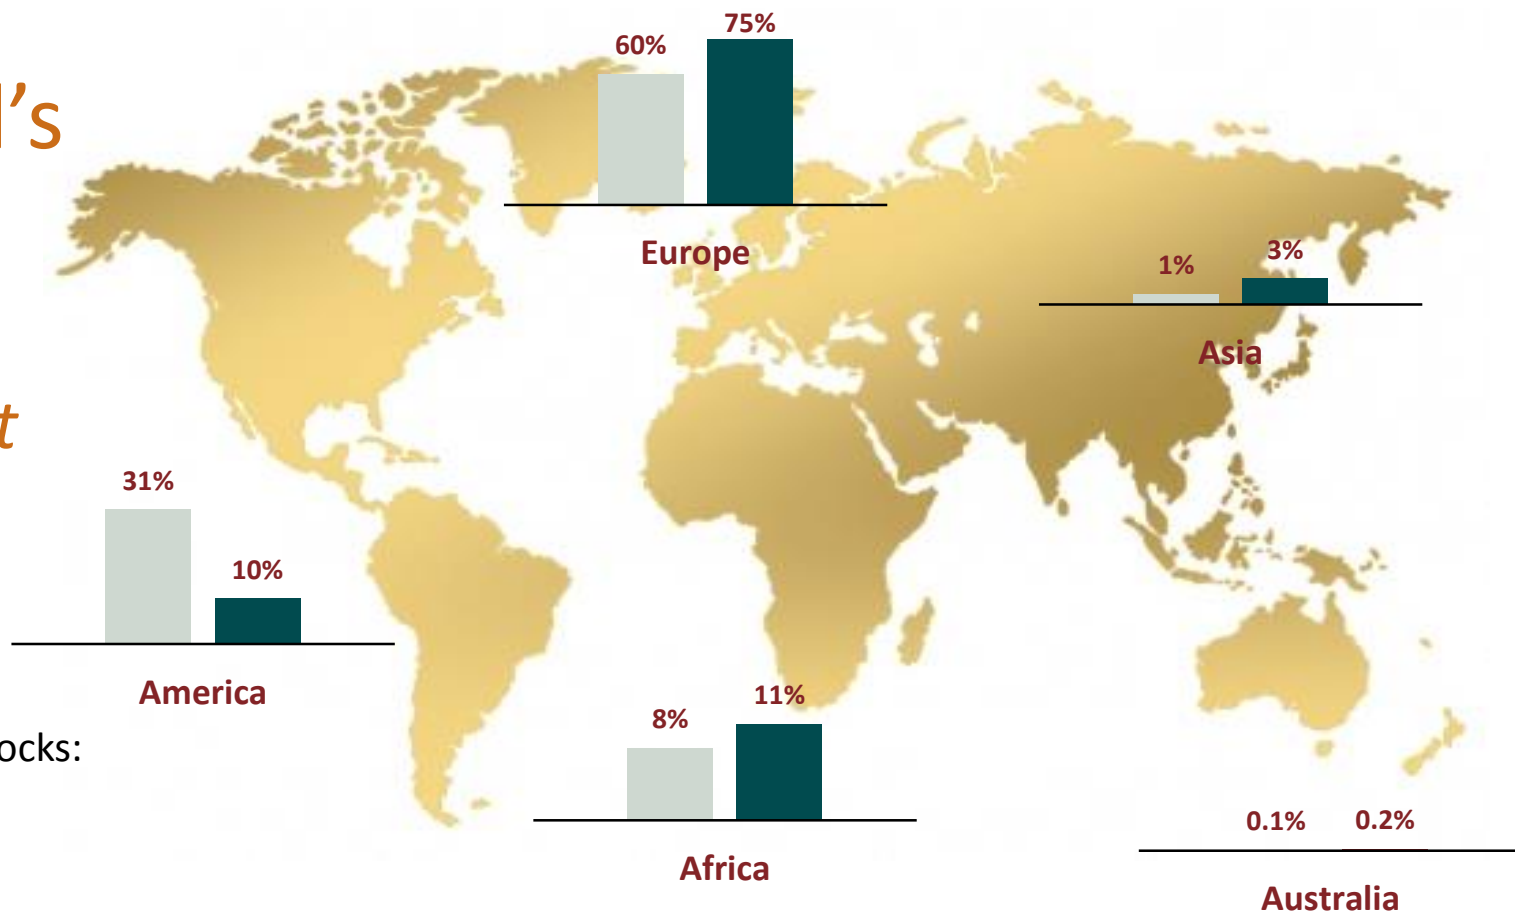 l's
t
60% 75%
Europe
1% 3%
Asia
31%
10%
America
8% 11%
Africa
ocks:
0.1% 0.2%
Australia